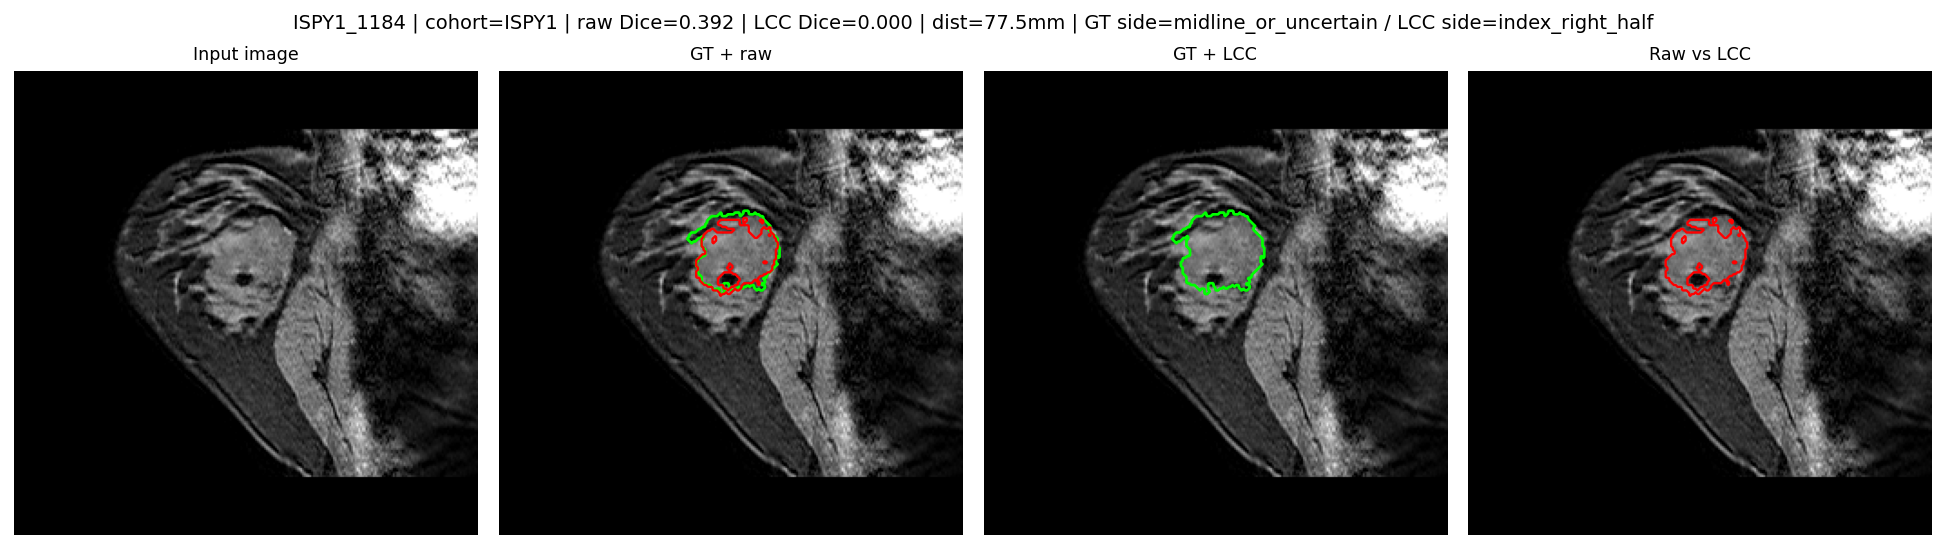 ISPY1_1184 | cohort=ISPY1 | raw Dice=0.392 | LCC Dice=0.000 | dist=77.5mm | GT side=midline_or_uncertain / LCC side=index_right_half
Input image
GT + raw
GT + LCC
Raw vs LCC